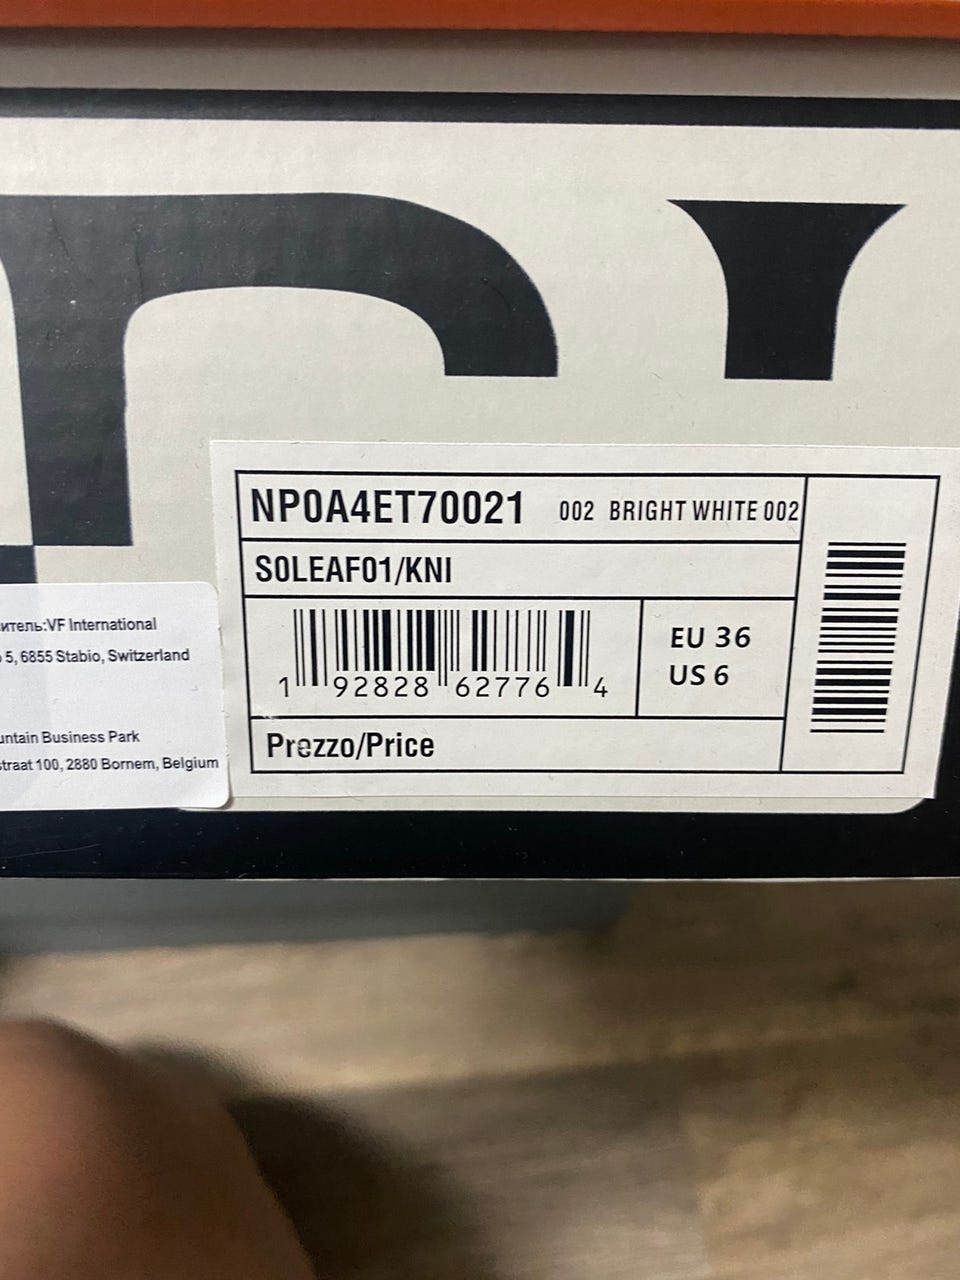 NP0A4ET70021 002 BRIGHT WHITE 002
SOLEAF01/KNI
1 92828 62776 4
EU 36
US 6
Prezzo/Price
итель:VF International
5, 6855 Stabio, Switzerland
untain Business Park
straat 100, 2880 Bornem, Belgium